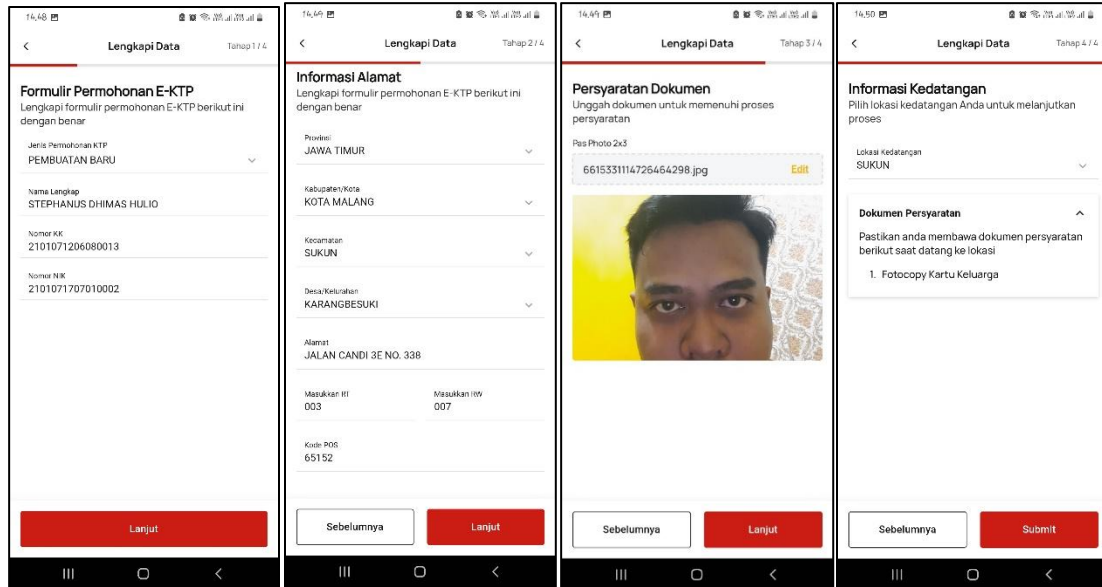 14.48
Lengkapi Data
Tahap 1 / 4
Formulir Permohonan E-KTP
Lengkapi formulir permohonan E-KTP berikut ini
dengan benar
Jenis Permohonan KTP
PEMBUATAN BARU
Nama Lengkap
STEPHANUS DHIMAS HULIO
Nomor KK
2101071206080013
Nomor NIK
2101071707010002
Lanjut
14.49
Lengkapi Data
Tahap 2 / 4
Informasi Alamat
Lengkapi formulir permohonan E-KTP berikut ini
dengan benar
Provinsi
JAWA TIMUR
Kabupaten/Kota
KOTA MALANG
Kecamatan
SUKUN
Desa/Kelurahan
KARANGBESUKI
Alamat
JALAN CANDI 3E NO. 338
Masukkan RT
003
Masukkan RW
007
Kode POS
65152
Sebelumnya
Lanjut
14.49
Lengkapi Data
Tahap 3 / 4
Persyaratan Dokumen
Unggah dokumen untuk memenuhi proses
persyaratan
Pas Photo 2x3
6615331114726464298.jpg
Edit
Sebelumnya
Lanjut
14.50
Lengkapi Data
Tahap 4 / 4
Informasi Kedatangan
Pilih lokasi kedatangan Anda untuk melanjutkan
proses
Lokasi Kedatangan
SUKUN
Dokumen Persyaratan
Pastikan anda membawa dokumen persyaratan
berikut saat datang ke lokasi
1. Fotocopy Kartu Keluarga
Sebelumnya
Submit